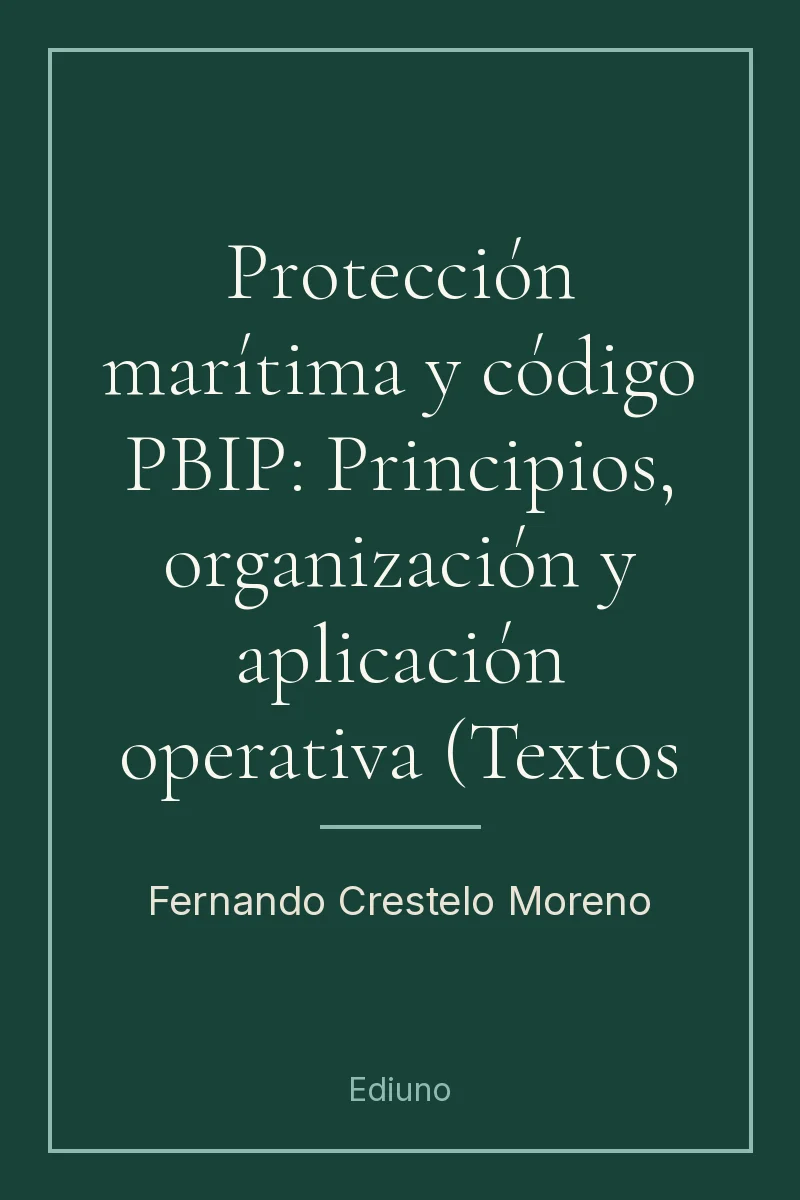 Protección
marítima y código
PBIP: Principios,
organización y
aplicación
operativa (Textos
Fernando Crestelo Moreno
Ediuno